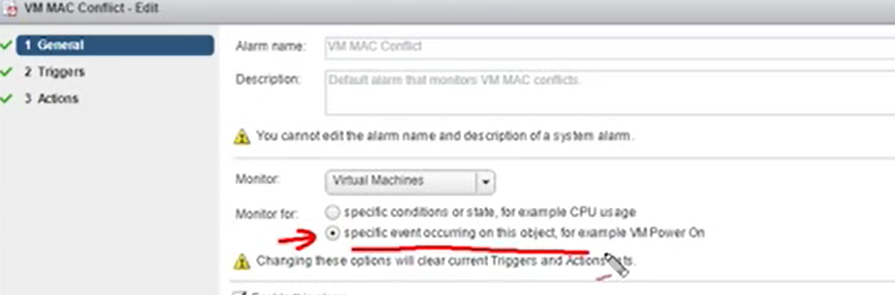 VM MAC Conflict - Edit
1 General
2 Triggers
3 Actions
Alarm name: VM MAC Conflict
Description: Default alarm that monitors VM MAC conflicts.
You cannot edit the alarm name and description of a system alarm.
Monitor: Virtual Machines
Monitor for: specific conditions or state, for example CPU usage
specific event occurring on this object, for example VM Power On
Changing these options will clear current Triggers and Actions